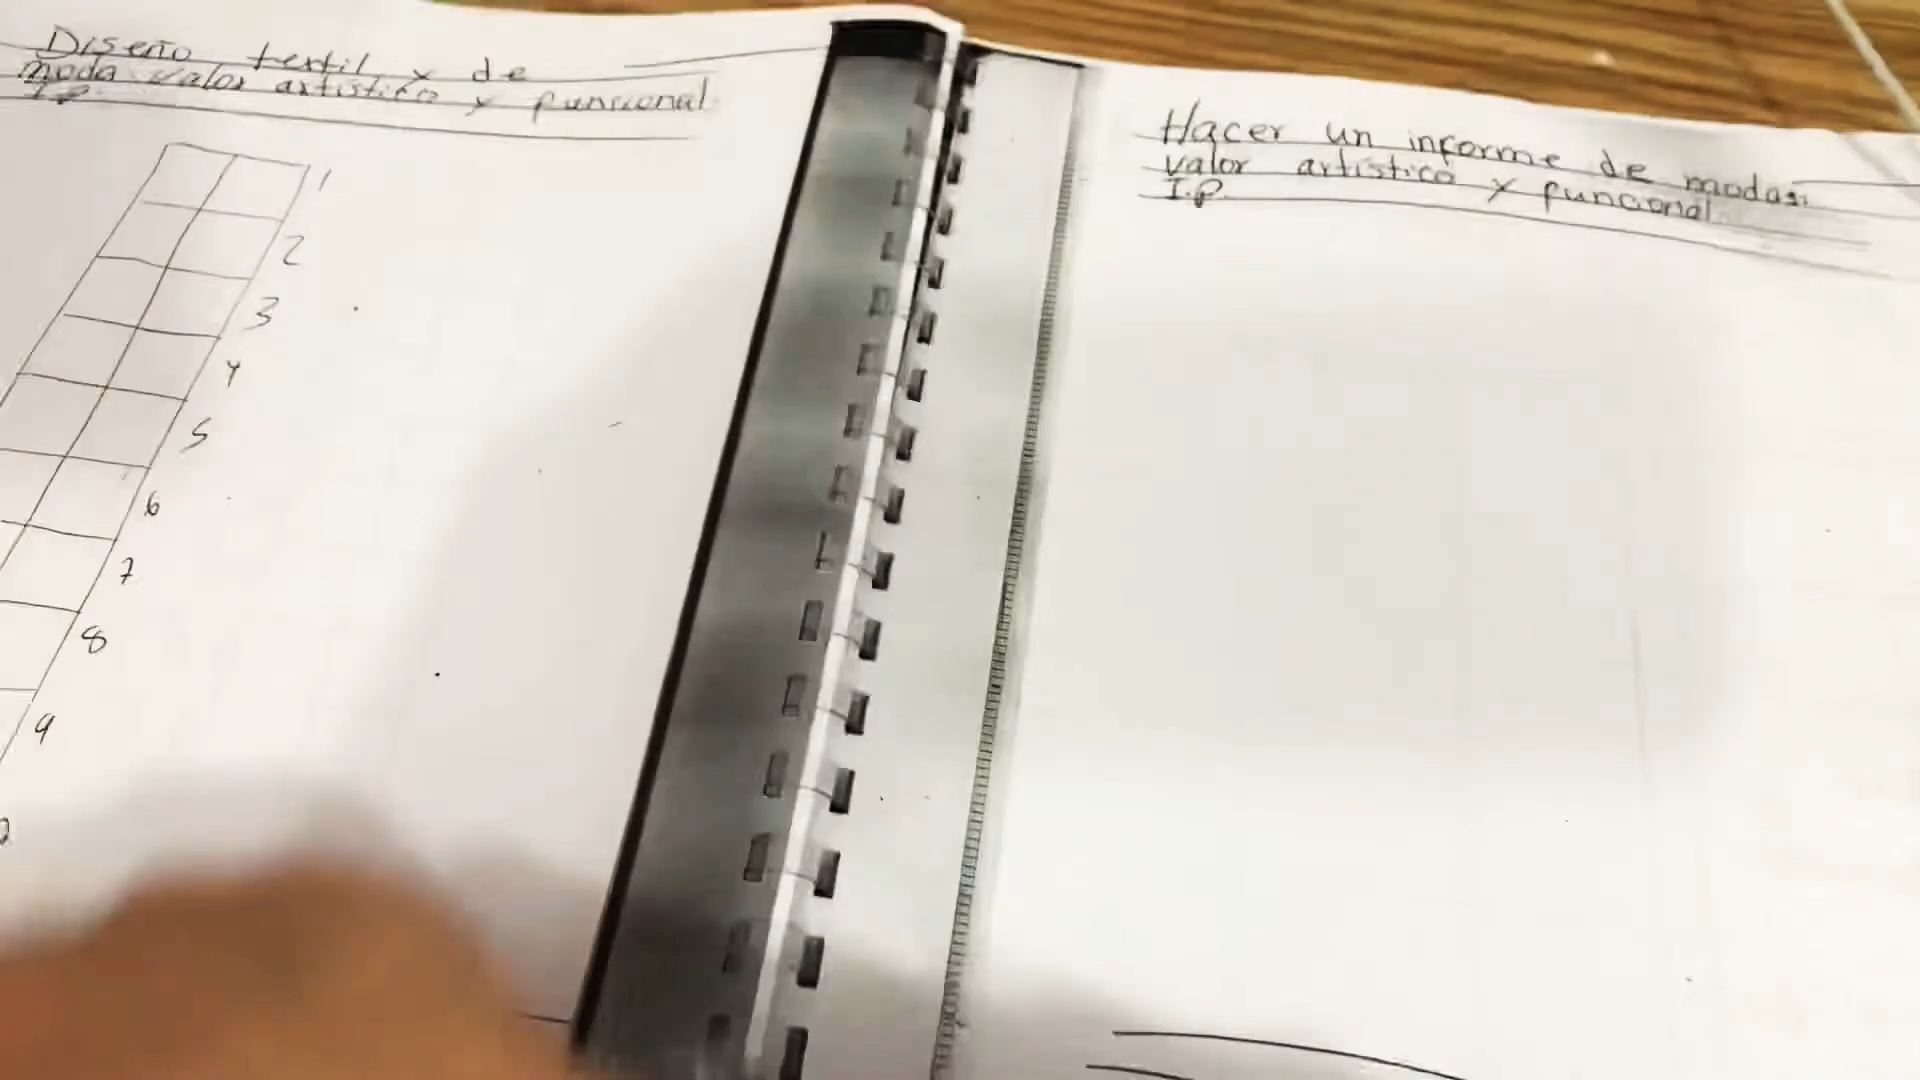 Diseño textil y de
moda valor artístico y funcional
I.P.
1
2
3
4
5
6
7
8
9
Hacer un informe de modas,
valor artístico y funcional
I.P.